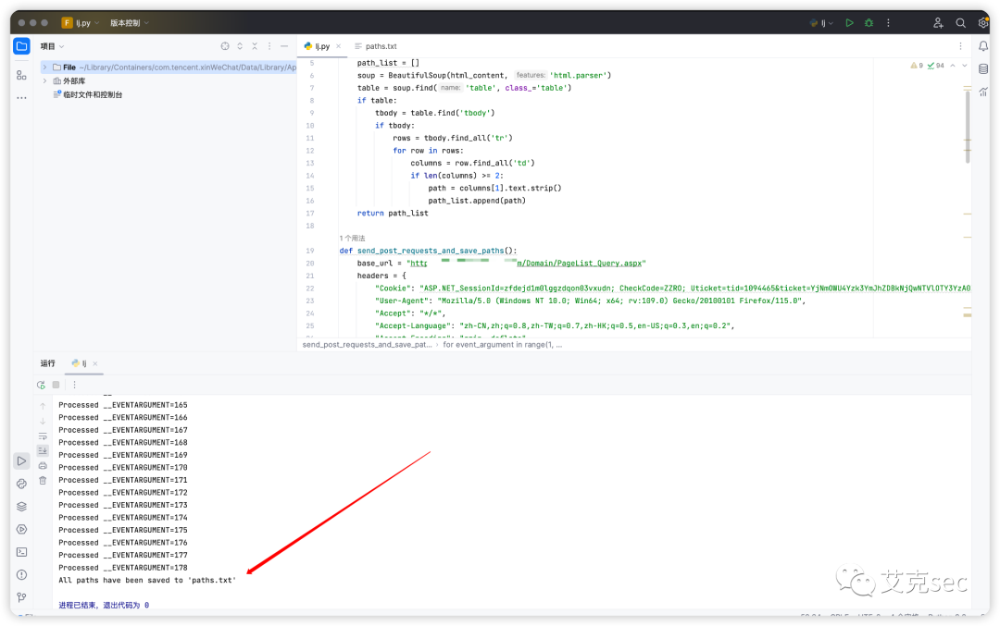 F lj.py 版本控制 lj
项目 lj.py paths.txt
File ~/Library/Containers/com.tencent.xinWeChat/Data/Library/Ap
外部库
临时文件和控制台
9 94
5 path_list = []
6 soup = BeautifulSoup(html_content, features: 'html.parser')
7 table = soup.find( name: 'table', class_='table')
8 if table:
9 tbody = table.find('tbody')
10 if tbody:
11 rows = tbody.find_all('tr')
12 for row in rows:
13 columns = row.find_all('td')
14 if len(columns) >= 2:
15 path = columns[1].text.strip()
16 path_list.append(path)
17 return path_list
18
1 个用法
19 def send_post_requests_and_save_paths():
20 base_url = "http m/Domain/PageList_Query.aspx"
21 headers = {
22 "Cookie": "ASP.NET_SessionId=zfdejd1m0lggzdqon03vxudn; CheckCode=ZZRO; Uticket=tid=1094465&ticket=YjNmOWU4Yzk3YmJhZDBkNjQwNTVlOTY3YzA0
23 "User-Agent": "Mozilla/5.0 (Windows NT 10.0; Win64; x64; rv:109.0) Gecko/20100101 Firefox/115.0",
24 "Accept": "*/*",
25 "Accept-Language": "zh-CN,zh;q=0.8,zh-TW;q=0.7,zh-HK;q=0.5,en-US;q=0.3,en;q=0.2",
send_post_requests_and_save_pat... › for event_argument in range(1, ...
运行 lj
Processed __EVENTARGUMENT=165
Processed __EVENTARGUMENT=166
Processed __EVENTARGUMENT=167
Processed __EVENTARGUMENT=168
Processed __EVENTARGUMENT=169
Processed __EVENTARGUMENT=170
Processed __EVENTARGUMENT=171
Processed __EVENTARGUMENT=172
Processed __EVENTARGUMENT=173
Processed __EVENTARGUMENT=174
Processed __EVENTARGUMENT=175
Processed __EVENTARGUMENT=176
Processed __EVENTARGUMENT=177
Processed __EVENTARGUMENT=178
All paths have been saved to 'paths.txt'
进程已结束，退出代码为 0
艾克sec